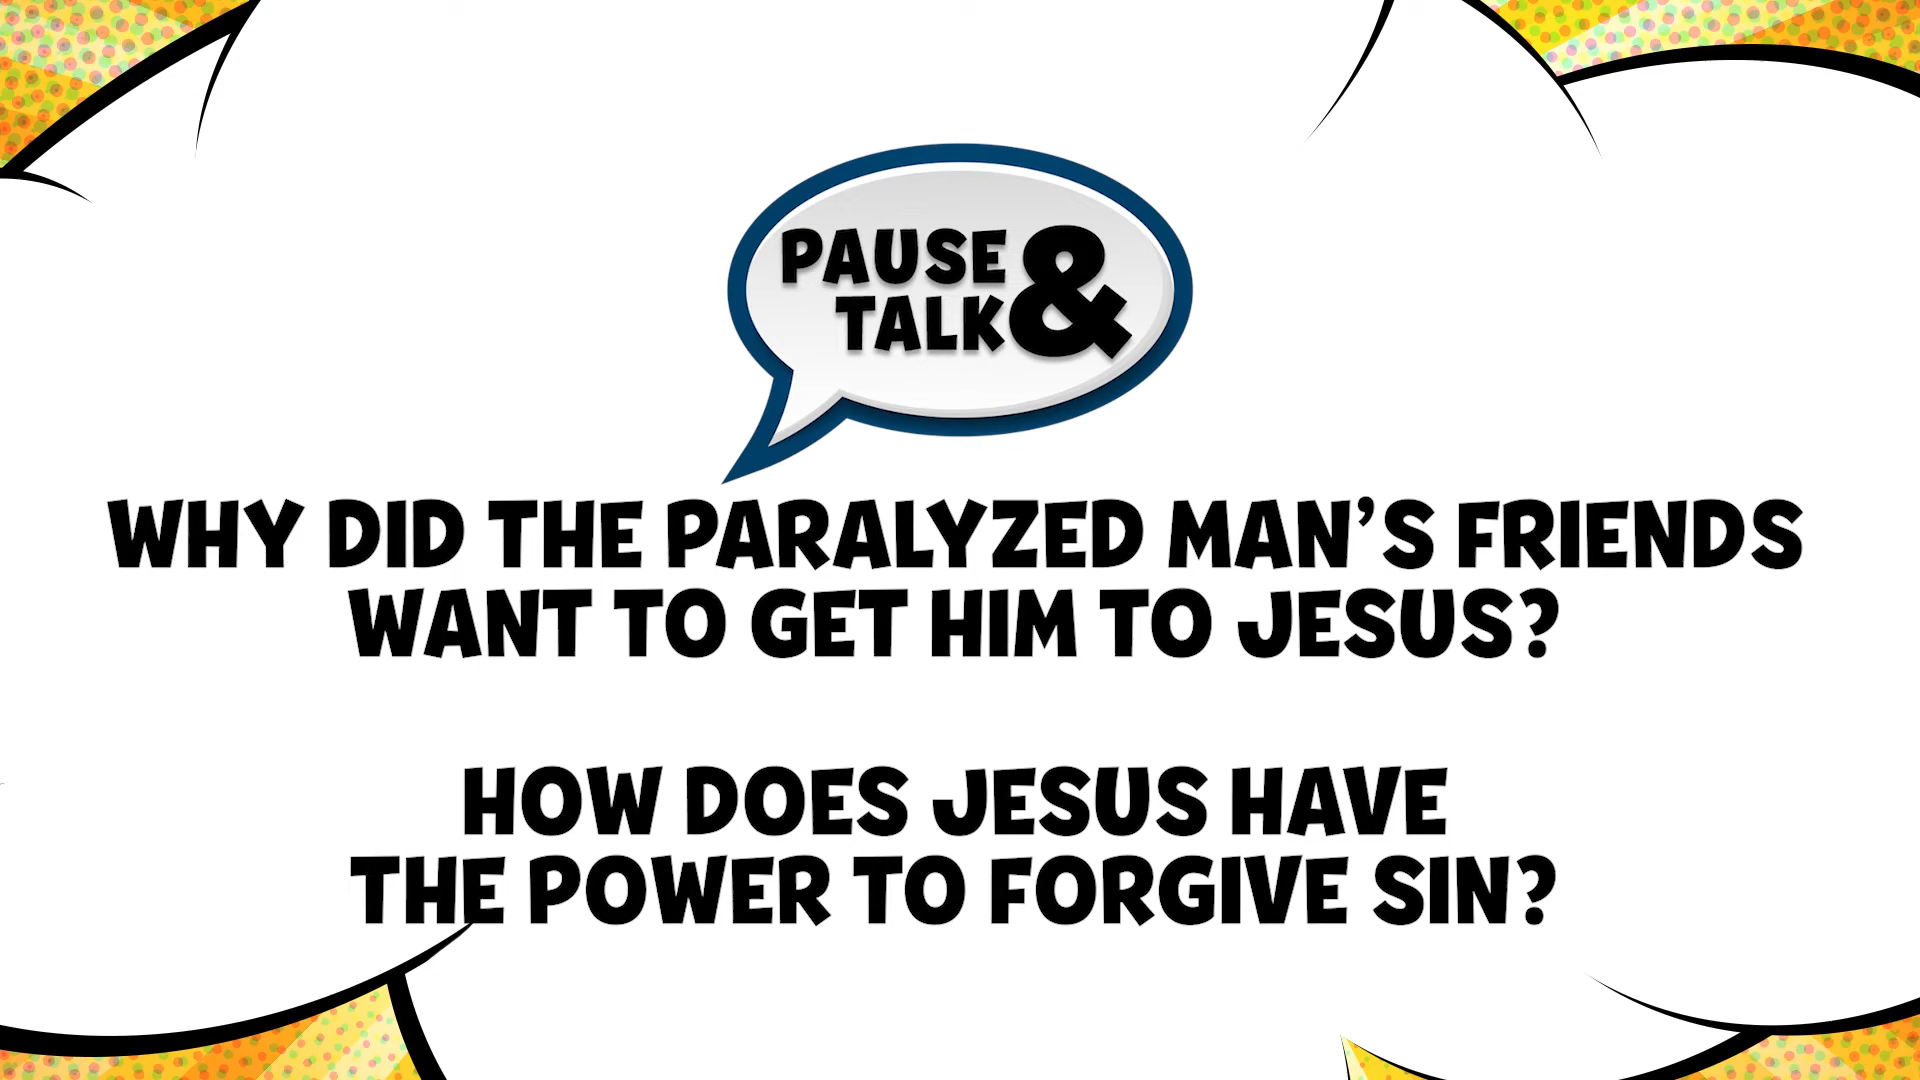 PAUSE &
TALK
WHY DID THE PARALYZED MAN’S FRIENDS
WANT TO GET HIM TO JESUS?
HOW DOES JESUS HAVE
THE POWER TO FORGIVE SIN?